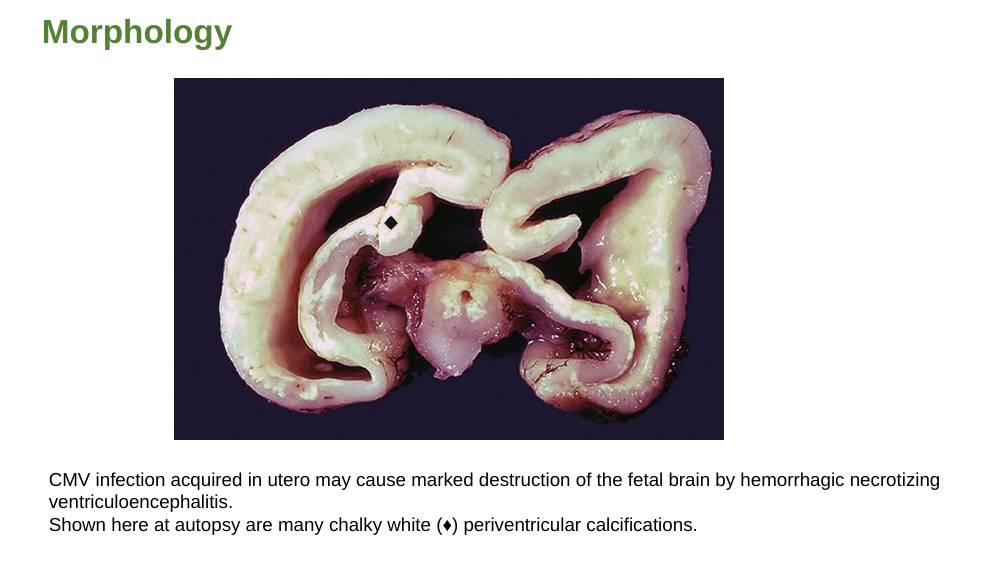 Morphology
♦
CMV infection acquired in utero may cause marked destruction of the fetal brain by hemorrhagic necrotizing
ventriculoencephalitis.
Shown here at autopsy are many chalky white (♦) periventricular calcifications.